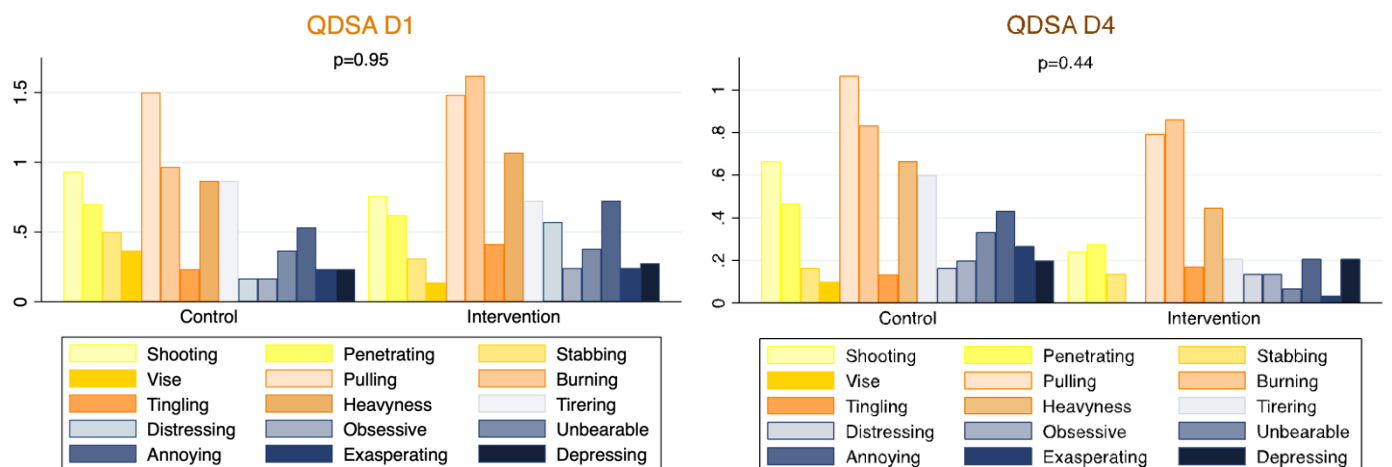 QDSA D1
p=0.95
1.5
1
.5
0
Control Intervention
Shooting Penetrating Stabbing
Vise Pulling Burning
Tingling Heavyness Tirering
Distressing Obsessive Unbearable
Annoying Exasperating Depressing
QDSA D4
p=0.44
1
.8
.6
.4
.2
0
Control Intervention
Shooting Penetrating Stabbing
Vise Pulling Burning
Tingling Heavyness Tirering
Distressing Obsessive Unbearable
Annoying Exasperating Depressing